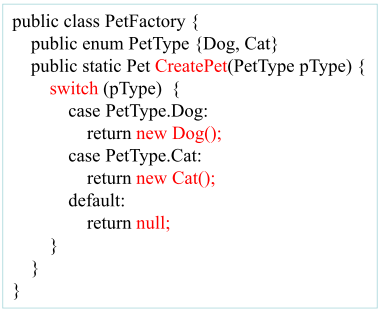 public class PetFactory {
public enum PetType {Dog, Cat}
public static Pet CreatePet(PetType pType) {
switch (pType) {
case PetType.Dog:
return new Dog();
case PetType.Cat:
return new Cat();
default:
return null;
}
}
}